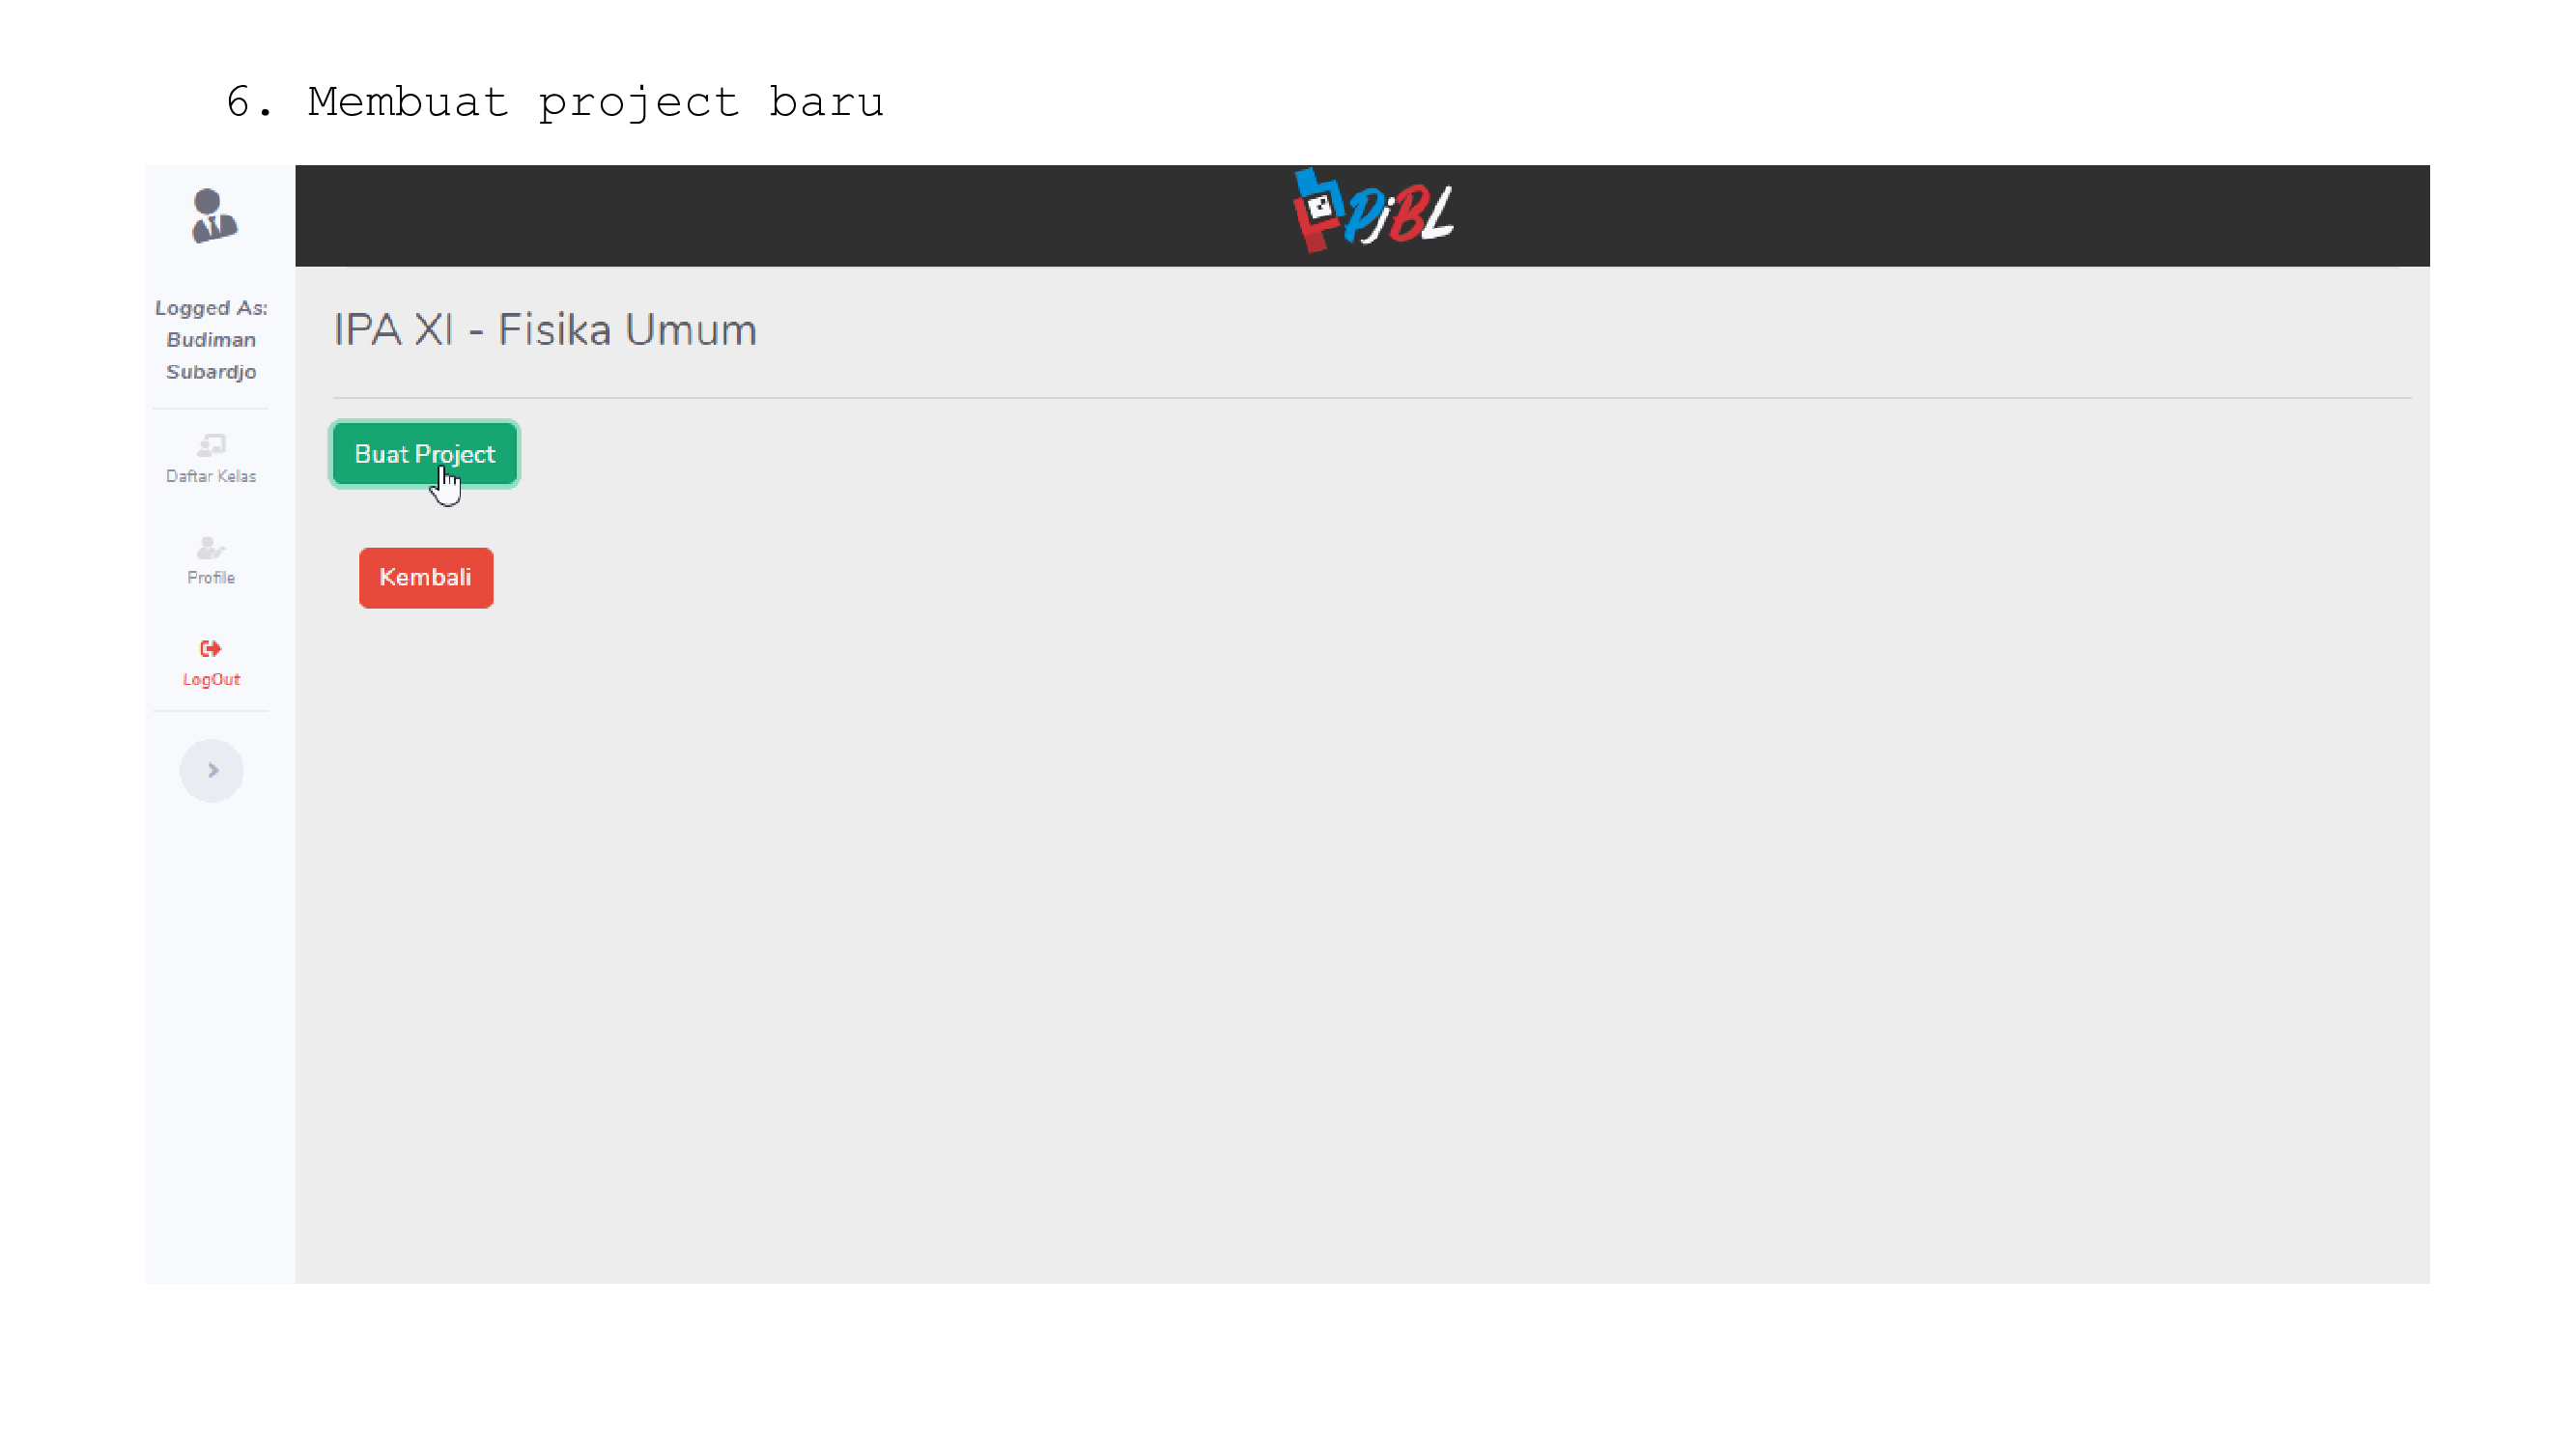 6. Membuat project baru
PjBL
Logged As:
Budiman
Subardjo
Daftar Kelas
Profile
LogOut
IPA XI - Fisika Umum
Buat Project
Kembali